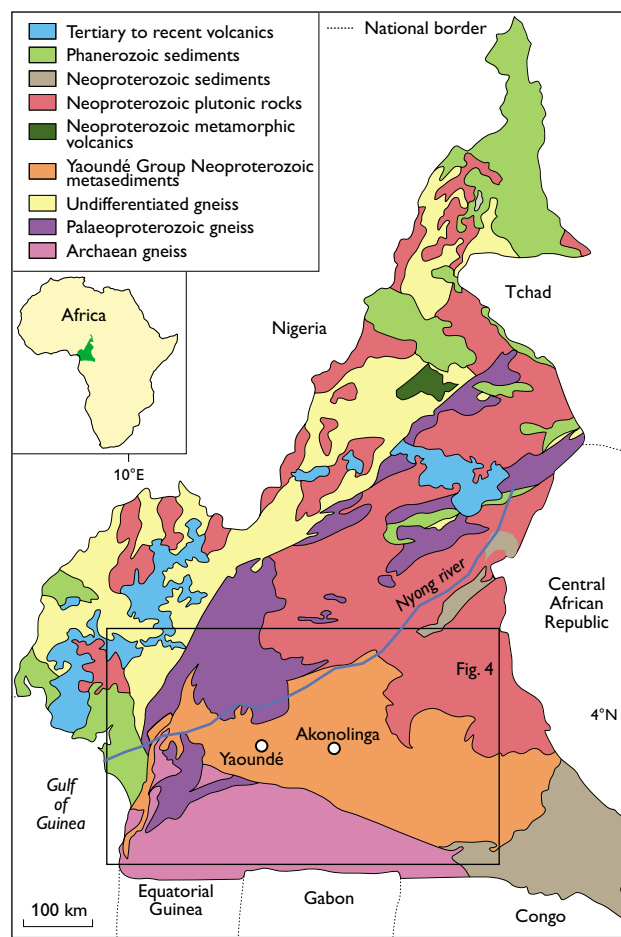 Tertiary to recent volcanics
Phanerozoic sediments
Neoproterozoic sediments
Neoproterozoic plutonic rocks
Neoproterozoic metamorphic
volcanics
Yaoundé Group Neoproterozoic
metasediments
Undifferentiated gneiss
Palaeoproterozoic gneiss
Archaean gneiss
National border
Africa
10°E
Nigeria
Tchad
Nyong river
Central
African
Republic
Fig. 4
4°N
Yaoundé
Akonolinga
Gulf
of
Guinea
100 km
Equatorial
Guinea
Gabon
Congo